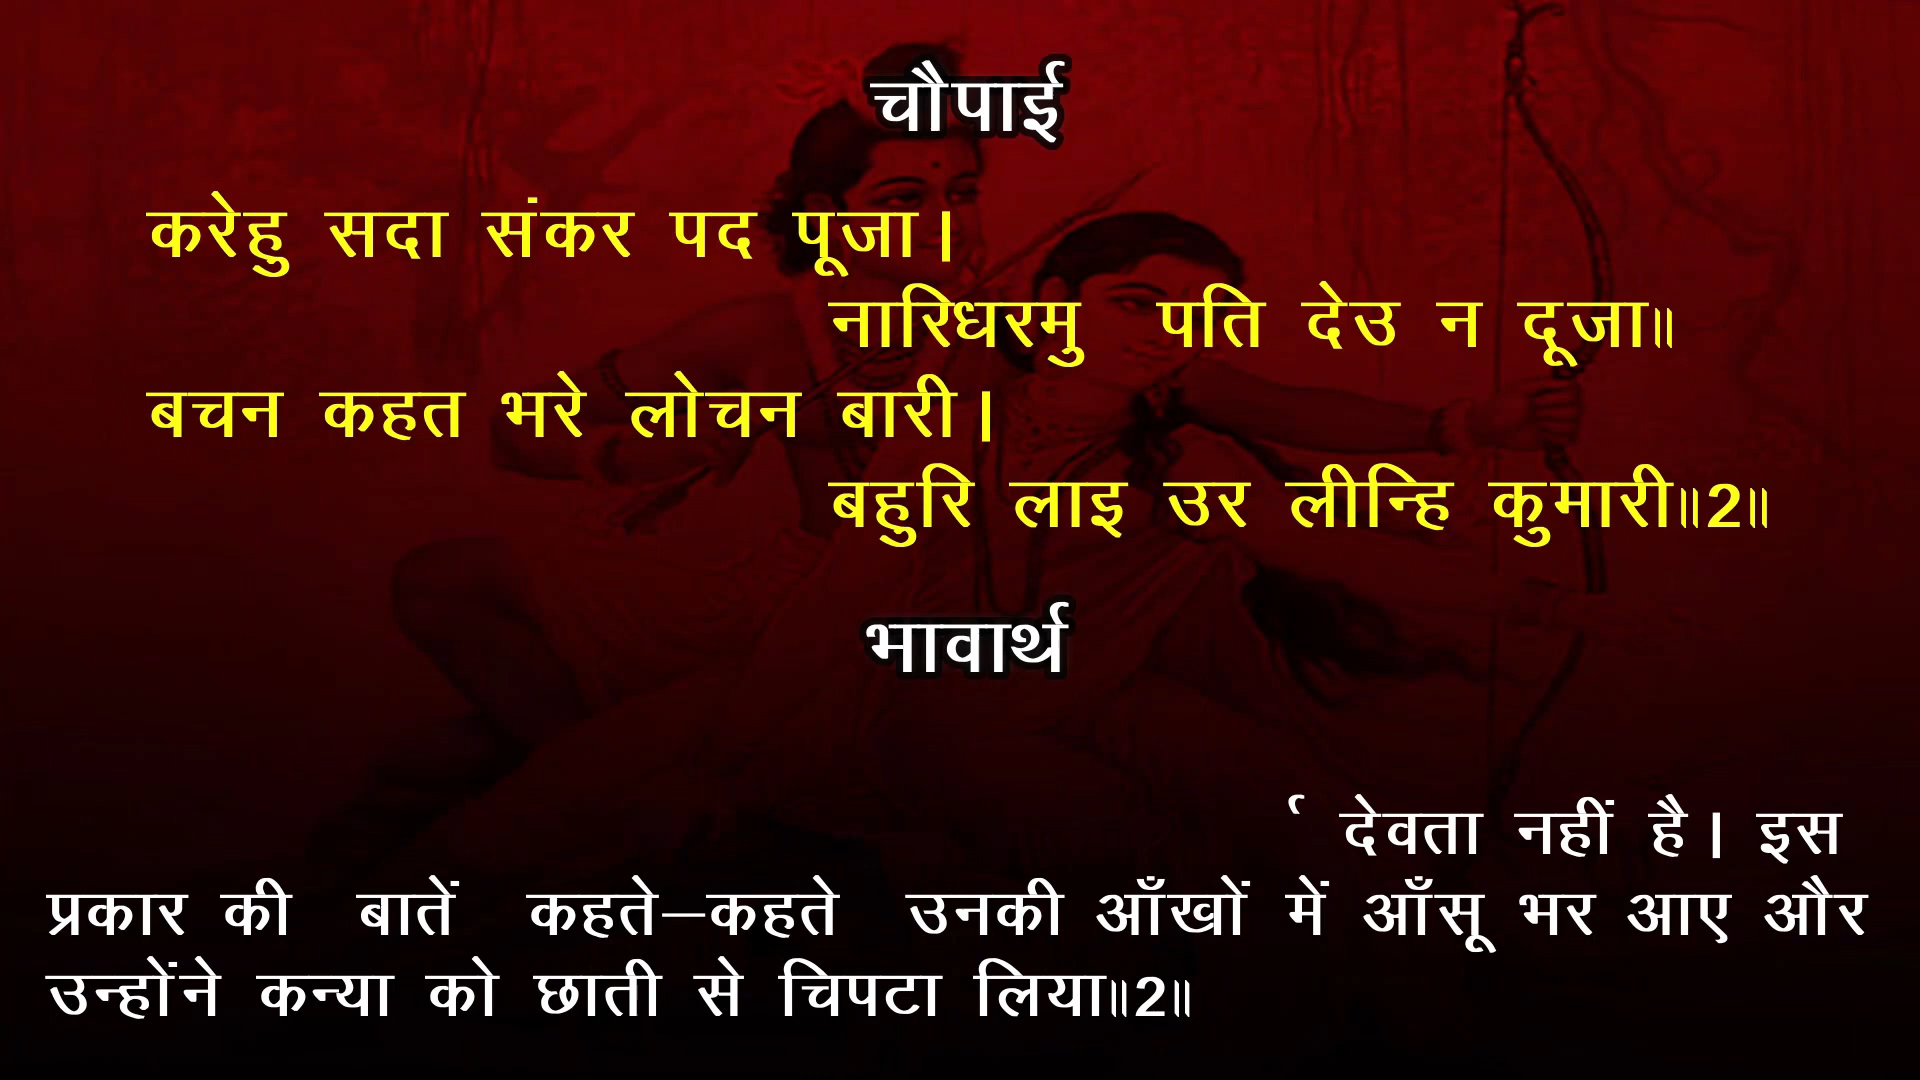 चौपाई
करेहु सदा संकर पद पूजा।
नारिधरमु पति देउ न दूजा॥
बचन कहत भरे लोचन बारी।
बहुरि लाइ उर लीन्हि कुमारी॥2॥
भावार्थ
देवता नहीं है। इस
प्रकार की बातें कहते-कहते उनकी आँखों में आँसू भर आए और
उन्होंने कन्या को छाती से चिपटा लिया॥2॥